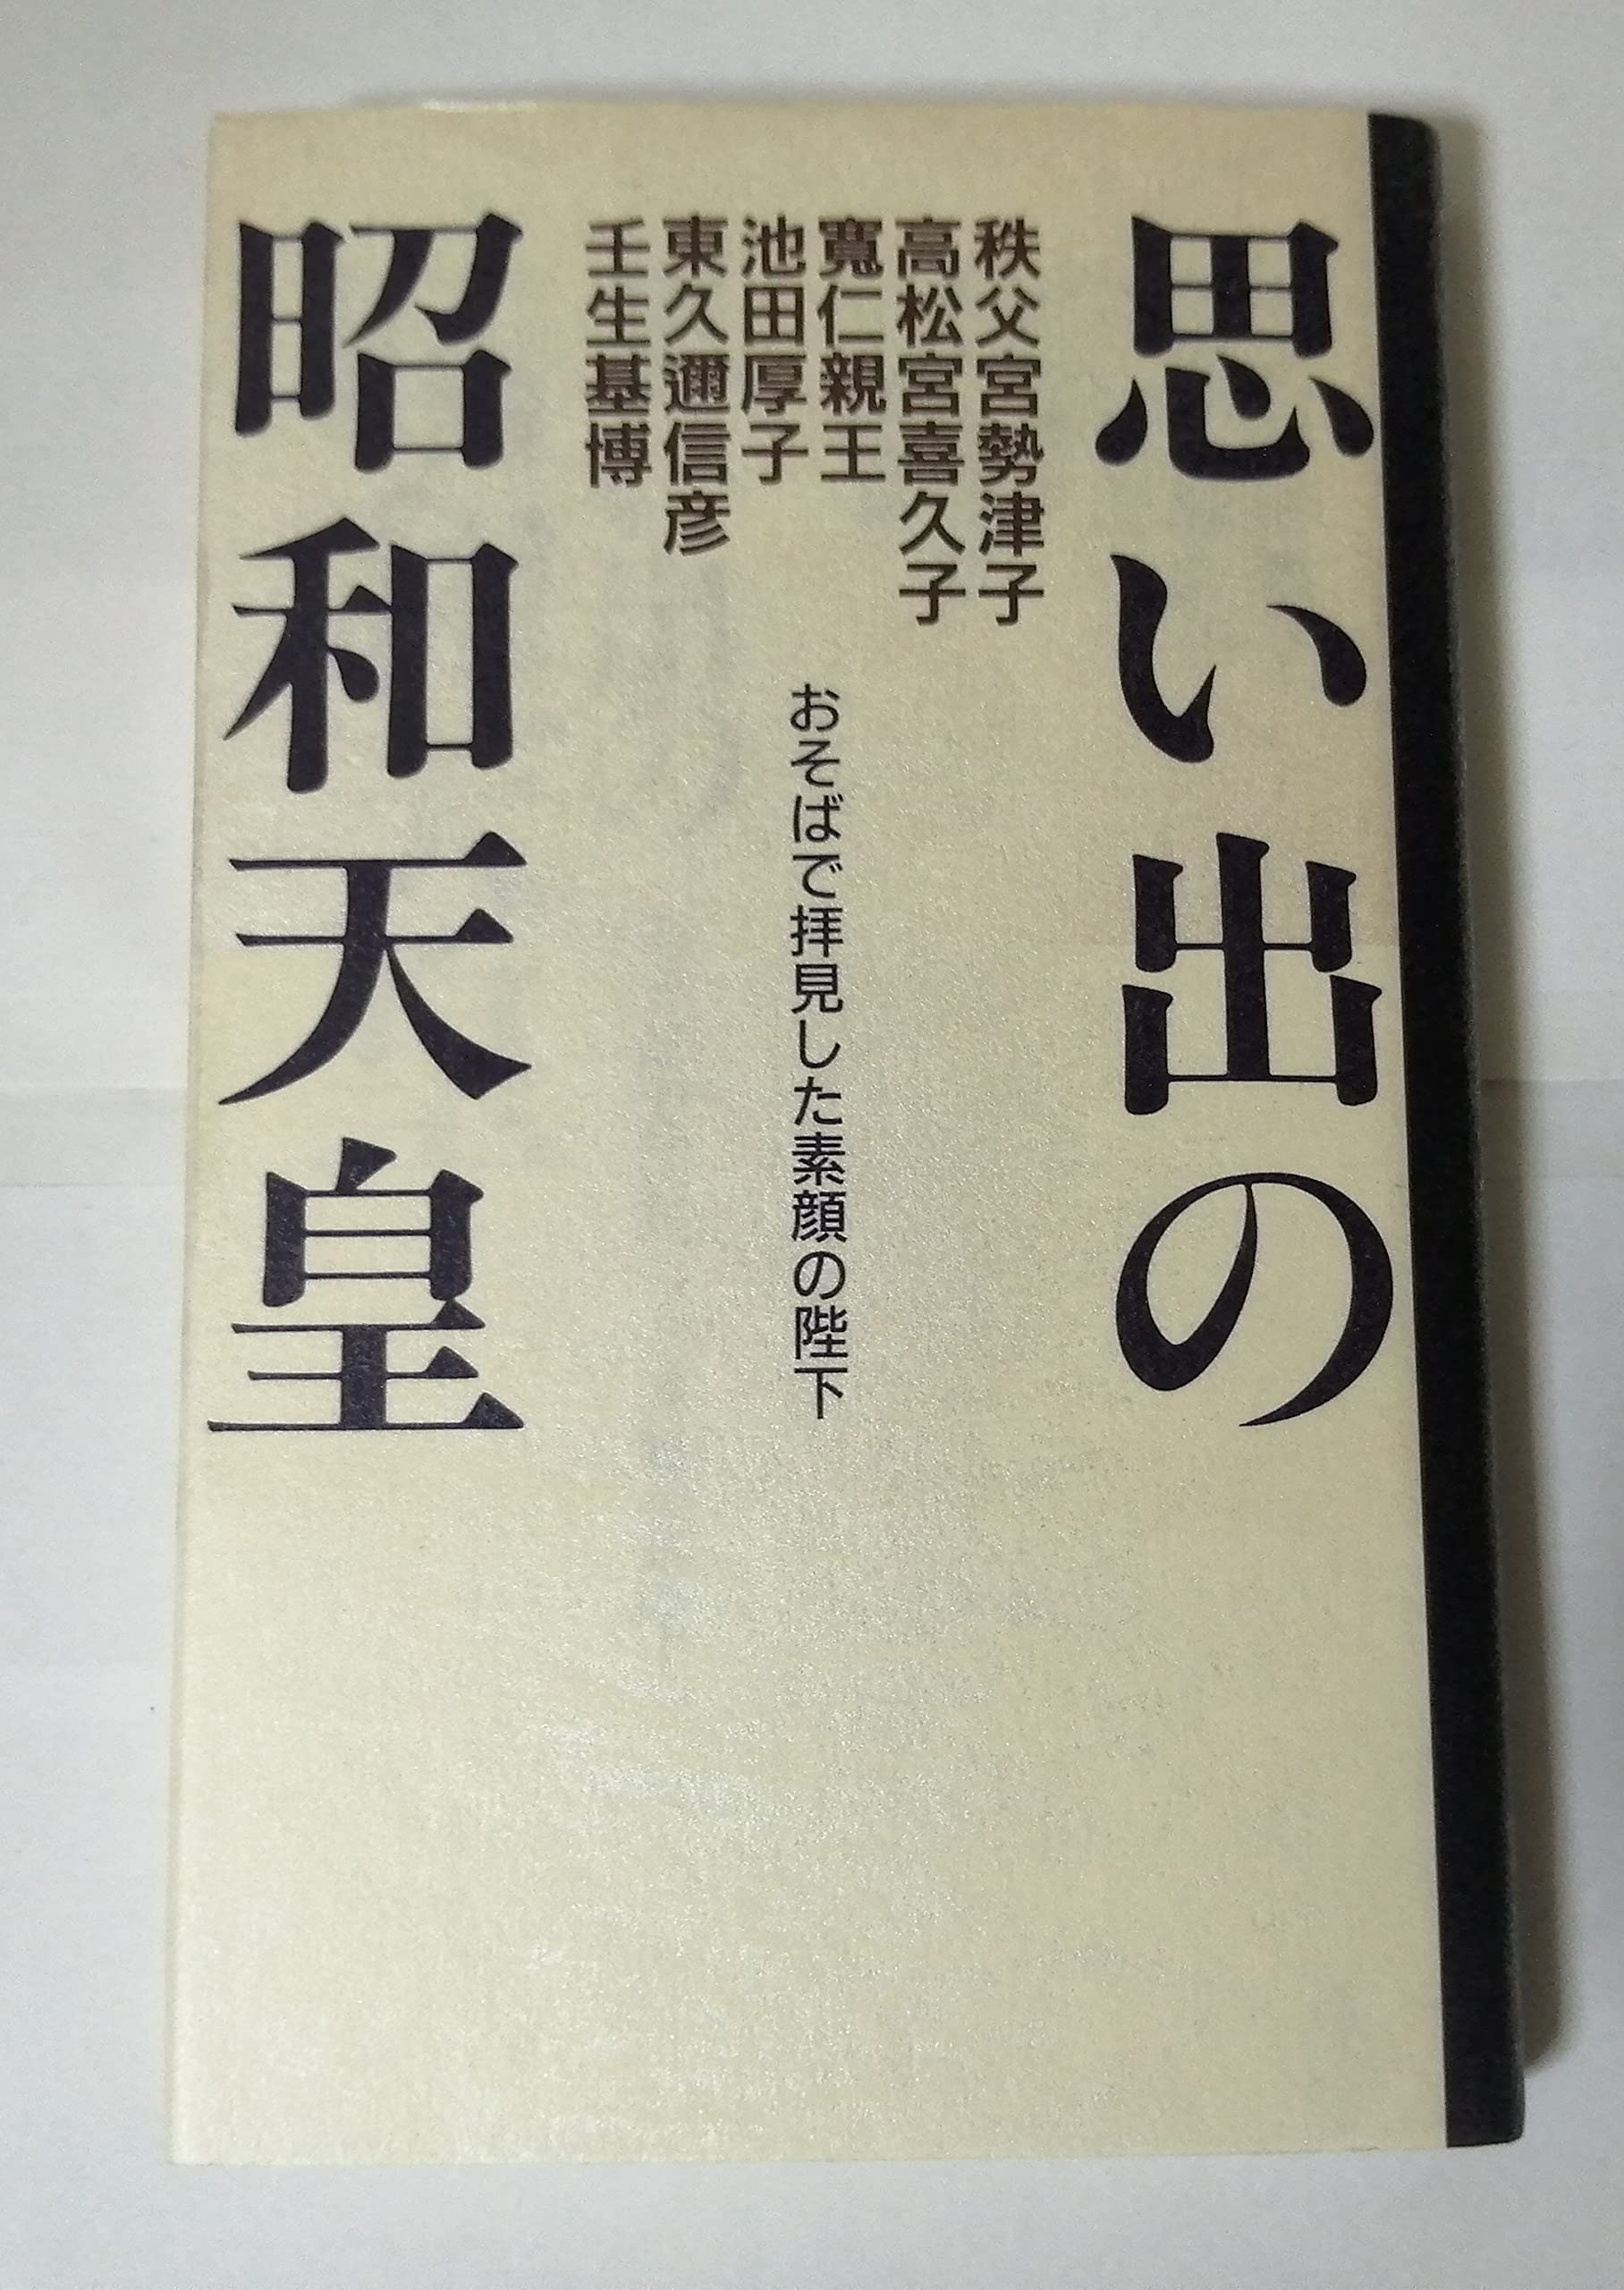 思い出の
秩父宮勢津子
高松宮喜久子
寬仁親王
池田厚子
東久邇信彦
壬生基博
おそばで拝見した素顔の陛下
昭和天皇